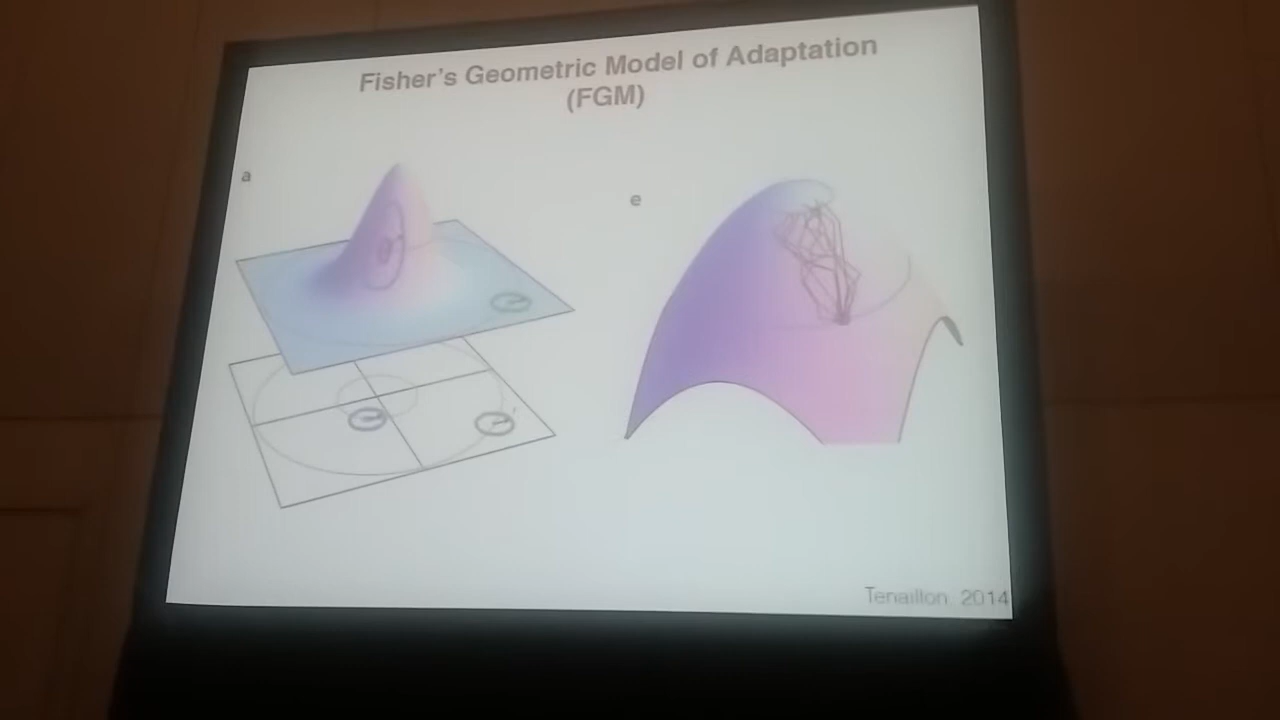 Fisher's Geometric Model of Adaptation
(FGM)
a
e
Tenaillon 2014